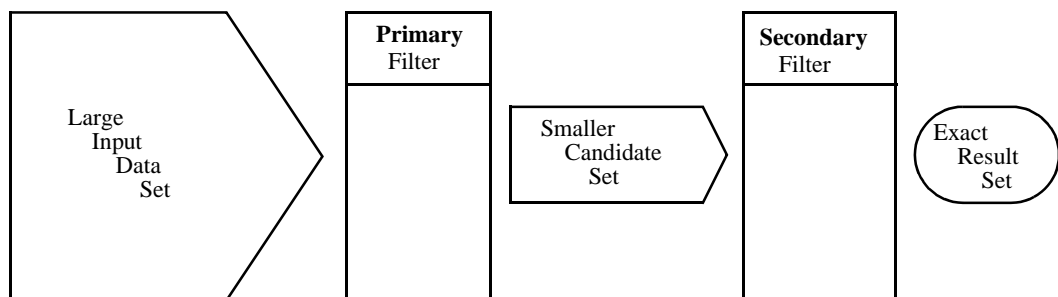 Large
Input
Data
Set
Primary
Filter
Smaller
Candidate
Set
Secondary
Filter
Exact
Result
Set